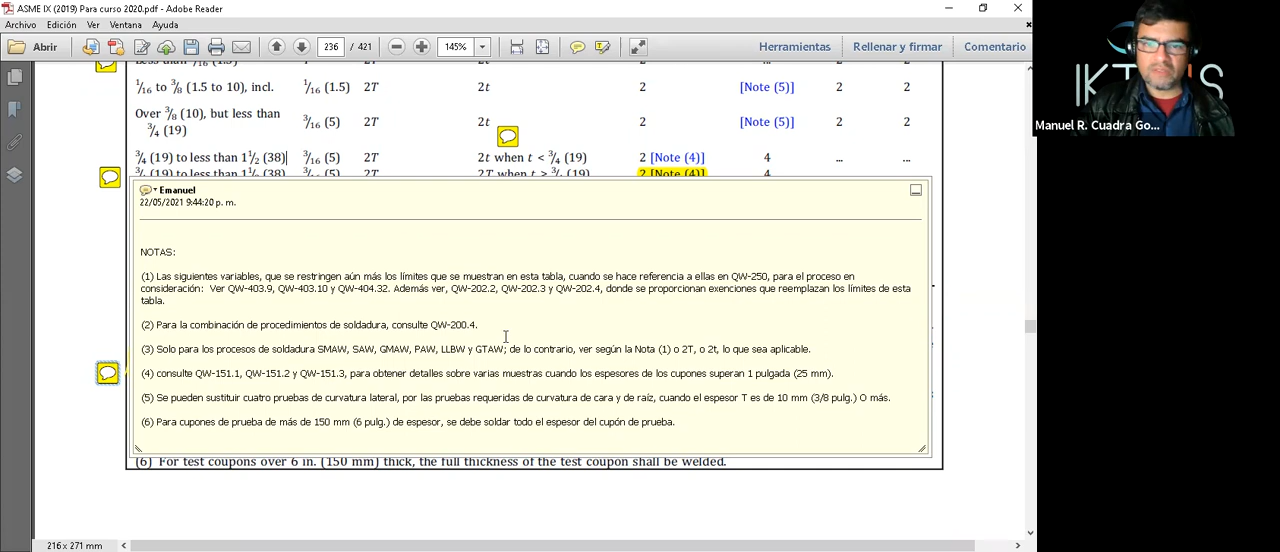 ASME IX (2019) Para curso 2020.pdf - Adobe Reader
Archivo Edición Ver Ventana Ayuda
Abrir 236 / 421 145% Herramientas Rellenar y firmar Comentario
1/16 to 3/8 (1.5 to 10), incl. 1/16 (1.5) 2T 2t 2 [Note (5)] 2 2
Over 3/8 (10), but less than 3/16 (5) 2T 2t 2 [Note (5)] 2 2
3/4 (19)
3/4 (19) to less than 1 1/2 (38) 3/16 (5) 2T 2t when t < 3/4 (19) 2 [Note (4)] 4 ... ...
2 [Note (4)] 4
Emanuel
22/05/2021 9:44:20 p. m.
NOTAS:
(1) Las siguientes variables, que se restringen aún más los límites que se muestran en esta tabla, cuando se hace referencia a ellas en QW-250, para el proceso en
consideración: Ver QW-403.9, QW-403.10 y QW-404.32. Además ver, QW-202.2, QW-202.3 y QW-202.4, donde se proporcionan exenciones que reemplazan los límites de esta
tabla.
(2) Para la combinación de procedimientos de soldadura, consulte QW-200.4.
(3) Solo para los procesos de soldadura SMAW, SAW, GMAW, PAW, LLBW y GTAW; de lo contrario, ver según la Nota (1) o 2T, o 2t, lo que sea aplicable.
(4) consulte QW-151.1, QW-151.2 y QW-151.3, para obtener detalles sobre varias muestras cuando los espesores de los cupones superan 1 pulgada (25 mm).
(5) Se pueden sustituir cuatro pruebas de curvatura lateral, por las pruebas requeridas de curvatura de cara y de raíz, cuando el espesor T es de 10 mm (3/8 pulg.) O más.
(6) Para cupones de prueba de más de 150 mm (6 pulg.) de espesor, se debe soldar todo el espesor del cupón de prueba.
(6) For test coupons over 6 in. (150 mm) thick, the full thickness of the test coupon shall be welded.
216 x 271 mm
Manuel R. Cuadra Go...